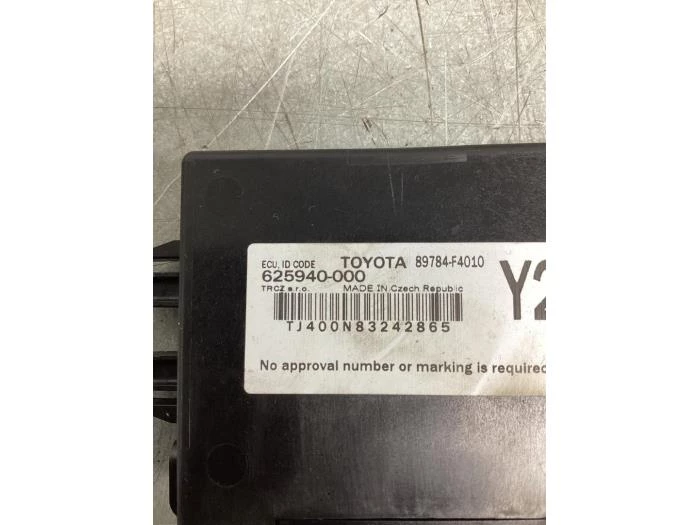 ECU, ID CODE TOYOTA 89784-F4010
625940-000
TRCZ s.r.o. MADE IN Czech Republic
Y2
TJ400N83242865
No approval number or marking is required